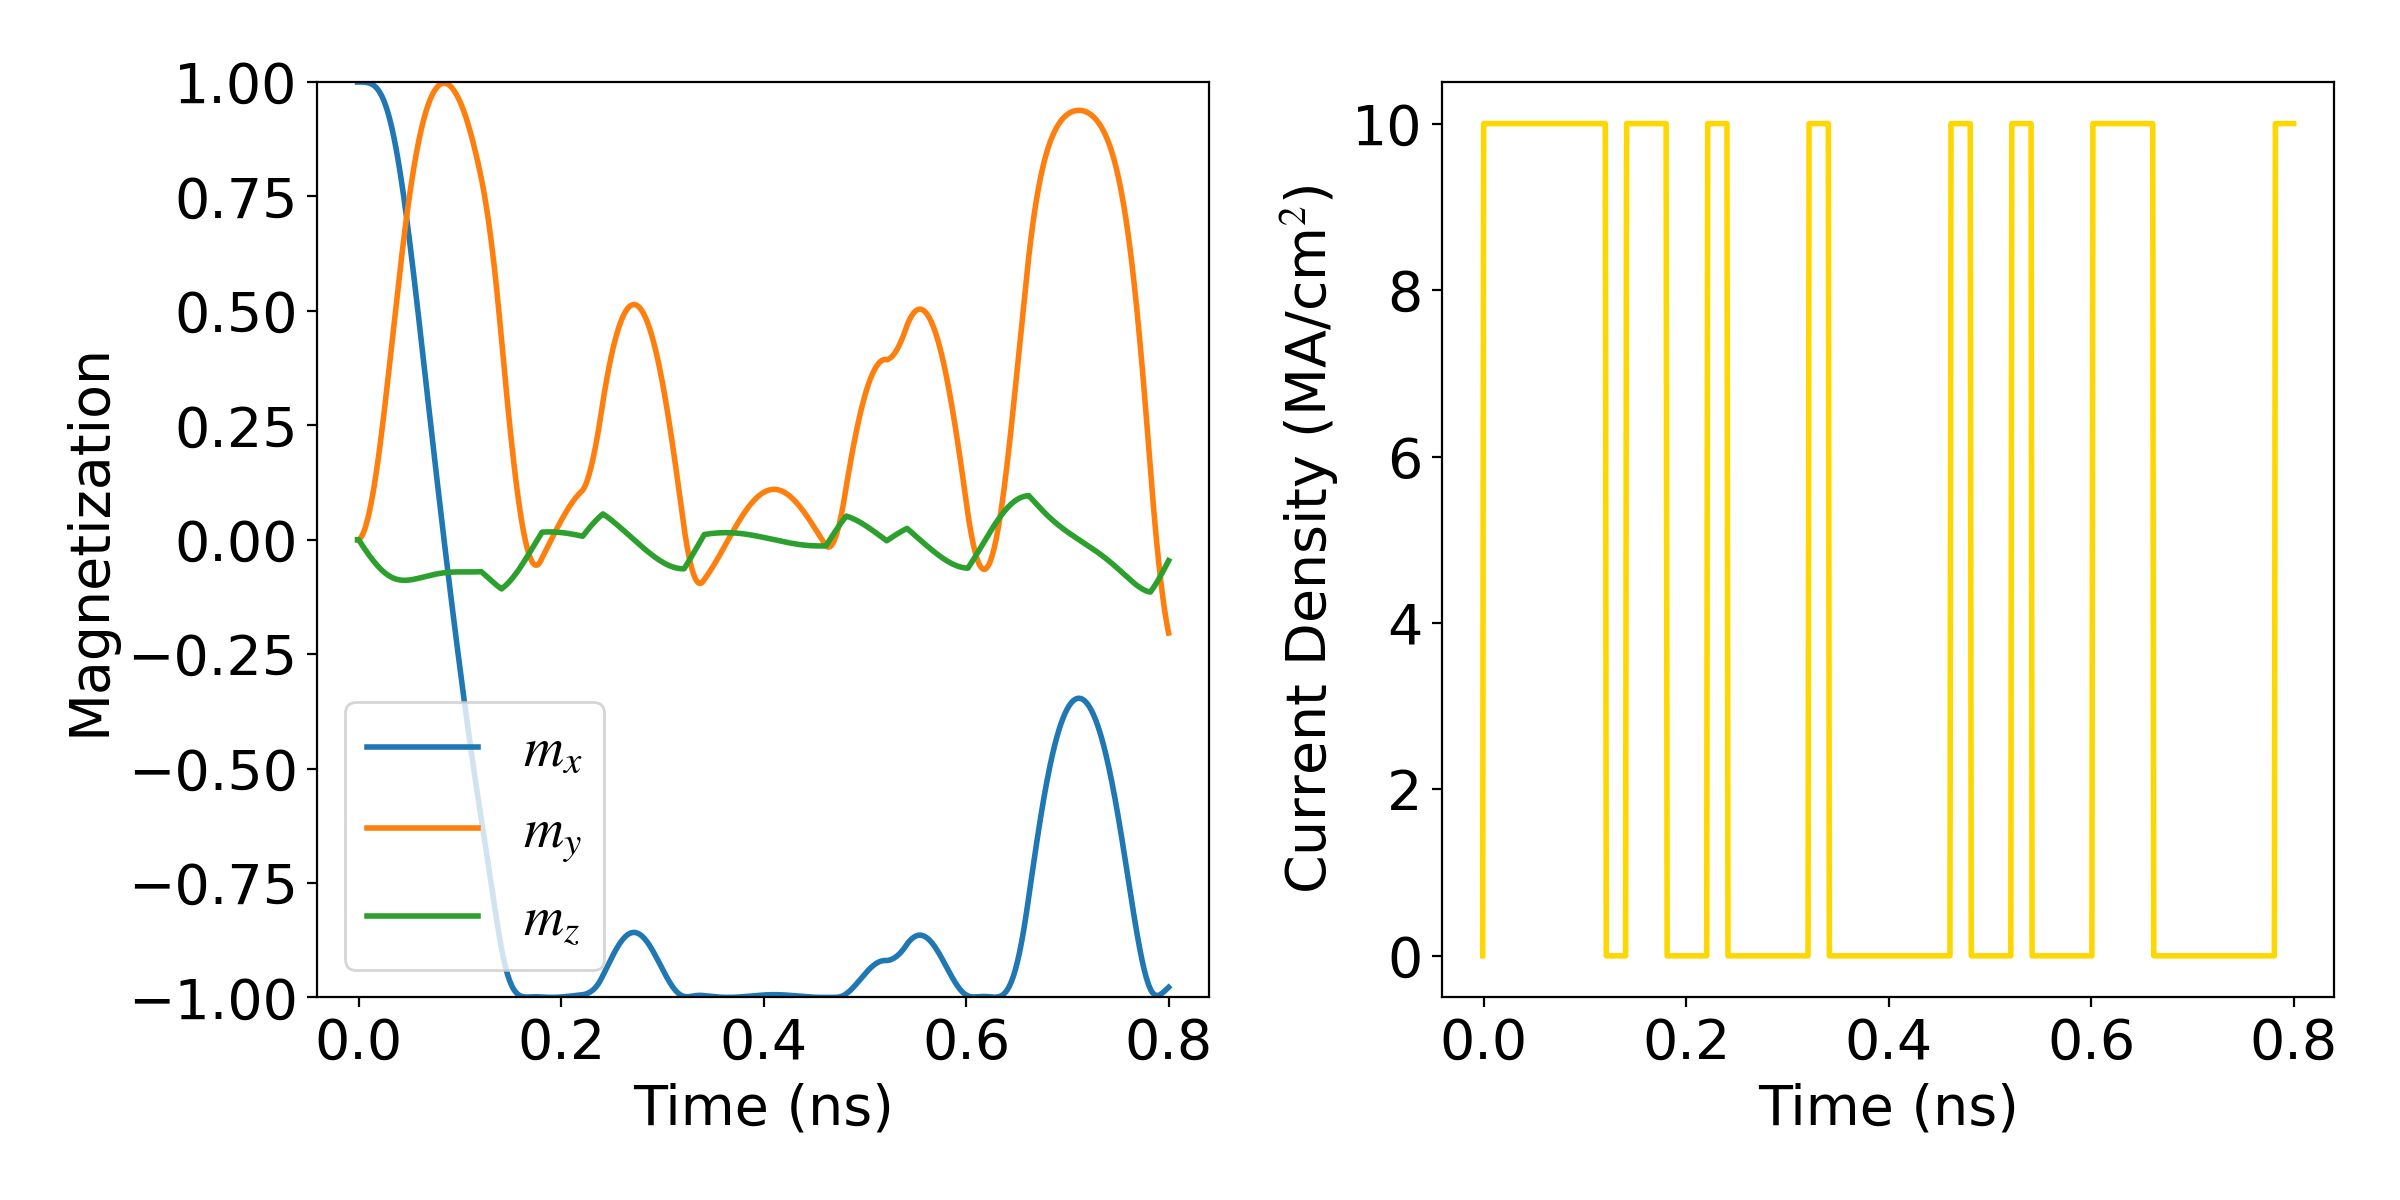 Magnetization
1.00
0.75
0.50
0.25
0.00
−0.25
−0.50
−0.75
−1.00
0.0 0.2 0.4 0.6 0.8
Time (ns)
m_x
m_y
m_z
Current Density (MA/cm²)
10
8
6
4
2
0
0.0 0.2 0.4 0.6 0.8
Time (ns)